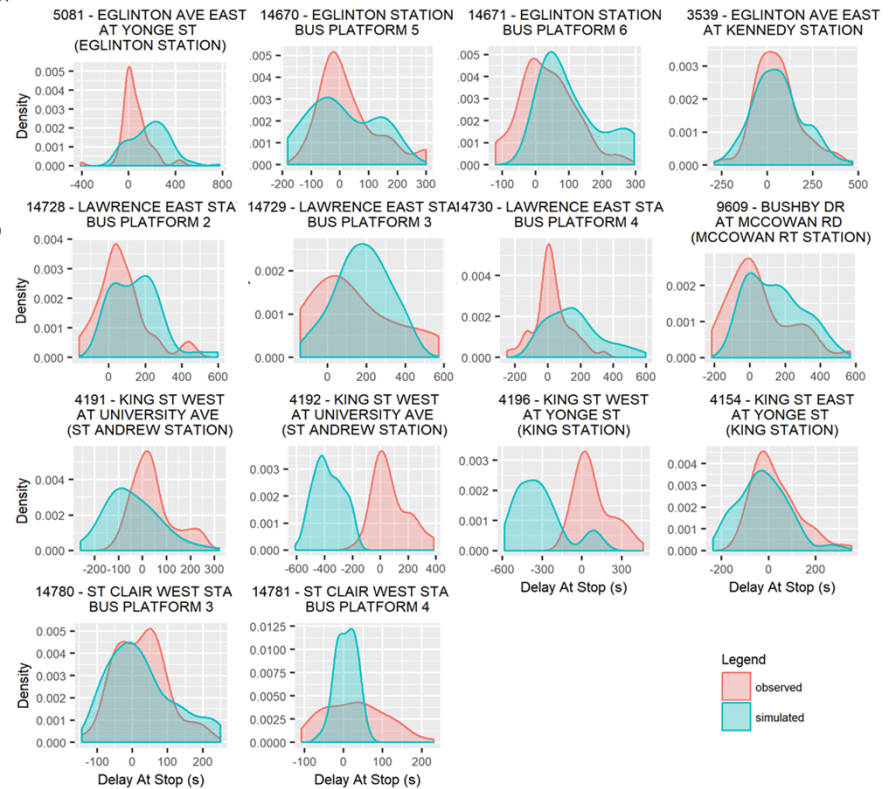 5081 - EGLINTON AVE EAST
AT YONGE ST
(EGLINTON STATION)
14670 - EGLINTON STATION
BUS PLATFORM 5
14671 - EGLINTON STATION
BUS PLATFORM 6
3539 - EGLINTON AVE EAST
AT KENNEDY STATION
Density
0.005
0.004
0.003
0.002
0.001
0.000
-400 0 400 800
.005
.004
.003
.002
.001
.000
-200 -100 0 100 200 300
.005
.004
.003
.002
.001
.000
-100 0 100 200 300
0.003
0.002
0.001
0.000
-250 0 250 500
14728 - LAWRENCE EAST STA
BUS PLATFORM 2
14729 - LAWRENCE EAST STA
BUS PLATFORM 3
14730 - LAWRENCE EAST STA
BUS PLATFORM 4
9609 - BUSHBY DR
AT MCCOWAN RD
(MCCOWAN RT STATION)
Density
0.004
0.003
0.002
0.001
0.000
0 200 400 600
0.002
0.001
0.000
0 200 400 600
0.004
0.002
0.000
-200 0 200 400 600
0.002
0.001
0.000
-200 0 200 400 600
4191 - KING ST WEST
AT UNIVERSITY AVE
(ST ANDREW STATION)
4192 - KING ST WEST
AT UNIVERSITY AVE
(ST ANDREW STATION)
4196 - KING ST WEST
AT YONGE ST
(KING STATION)
4154 - KING ST EAST
AT YONGE ST
(KING STATION)
Density
0.004
0.002
0.000
-200 -100 0 100 200 300
0.003
0.002
0.001
0.000
-600 -400 -200 0 200 400
0.003
0.002
0.001
0.000
-600 -300 0 300
Delay At Stop (s)
0.004
0.003
0.002
0.001
0.000
-200 0 200
Delay At Stop (s)
14780 - ST CLAIR WEST STA
BUS PLATFORM 3
14781 - ST CLAIR WEST STA
BUS PLATFORM 4
Density
0.005
0.004
0.003
0.002
0.001
0.000
-100 0 100 200
Delay At Stop (s)
0.0125
0.0100
0.0075
0.0050
0.0025
0.0000
-100 0 100 200
Delay At Stop (s)
Legend
observed
simulated